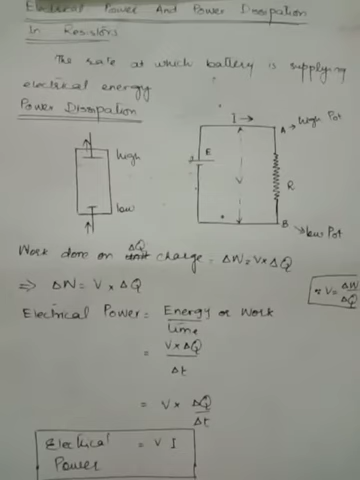 Electrical Power And Power Dissipation
In Resistors
The rate at which battery is supplying
electrical energy
Power Dissipation
I →
A → High Pot
high
E
V
R
low
B
→ low Pot
Work done on ΔQ charge = ΔW = V × ΔQ
⇒ ΔW = V × ΔQ
∵ V = ΔW/ΔQ
Electrical Power = Energy or Work
Time
= V × ΔQ
Δt
= V × ΔQ
Δt
Electrical = V I
Power